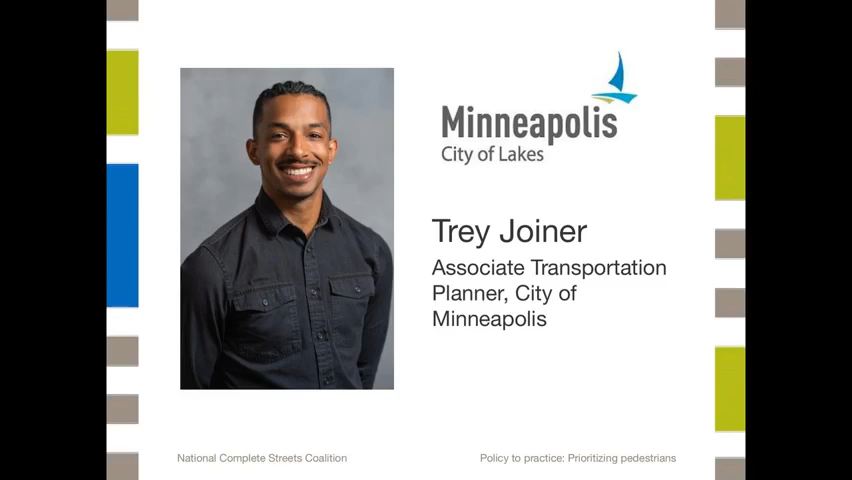 Minneapolis
City of Lakes
Trey Joiner
Associate Transportation
Planner, City of
Minneapolis
National Complete Streets Coalition
Policy to practice: Prioritizing pedestrians